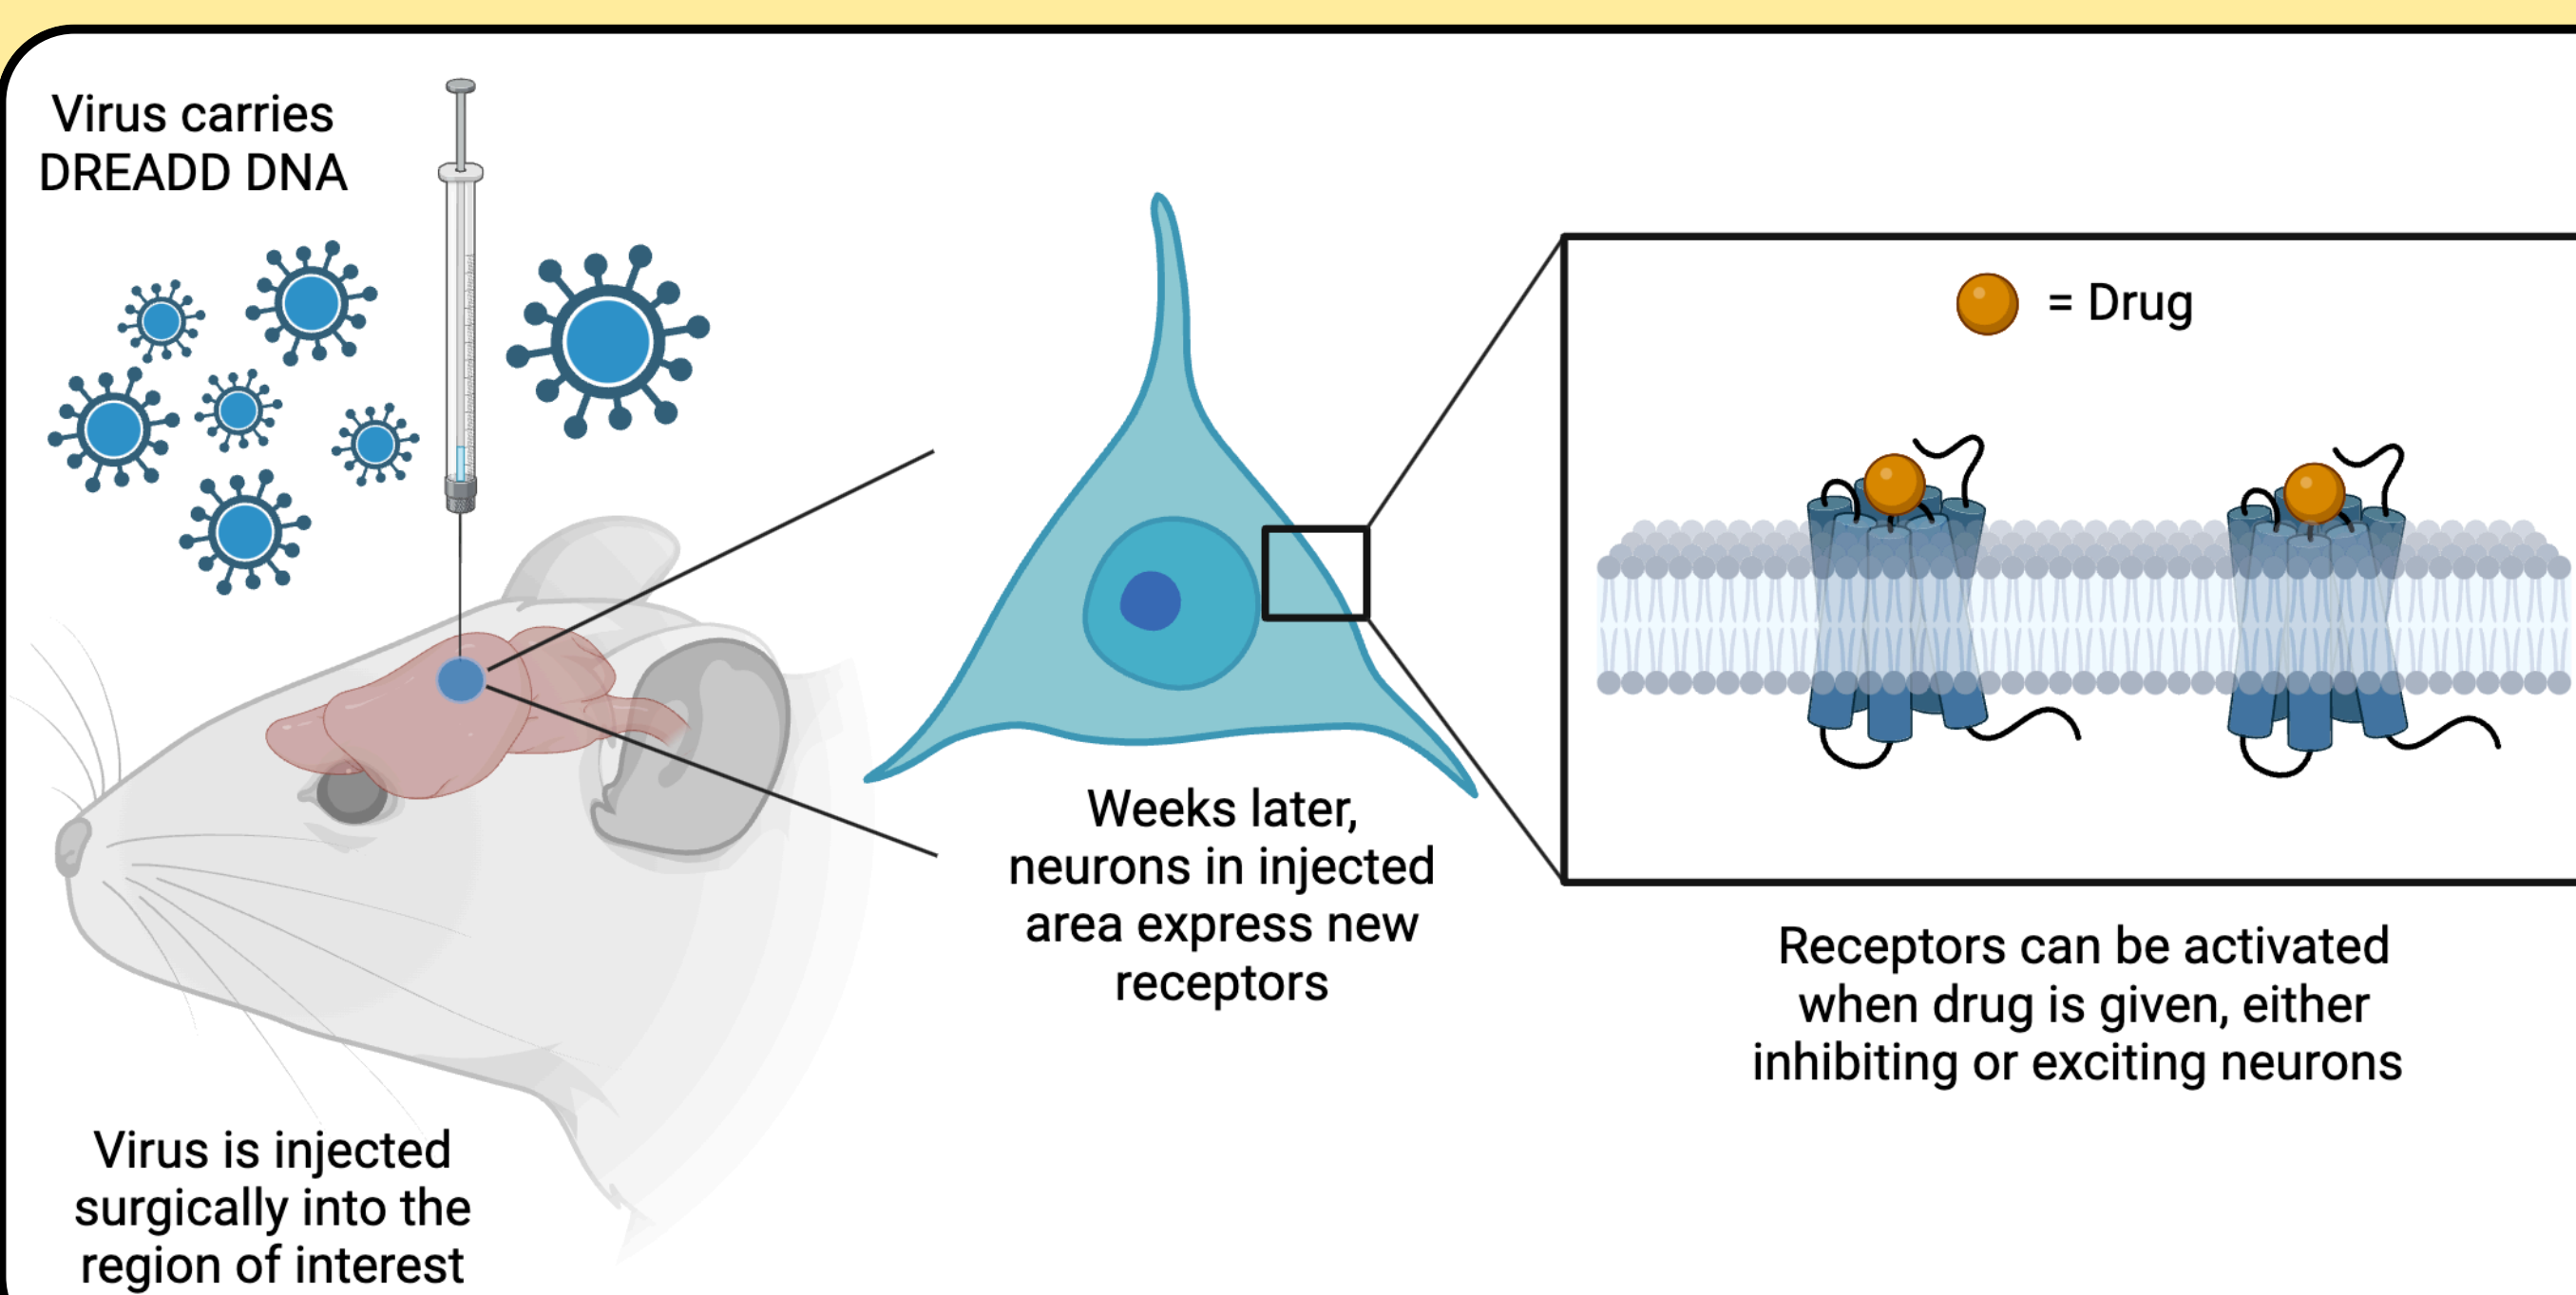 Virus carries
DREADD DNA
Virus is injected
surgically into the
region of interest
Weeks later,
neurons in injected
area express new
receptors
= Drug
Receptors can be activated
when drug is given, either
inhibiting or exciting neurons